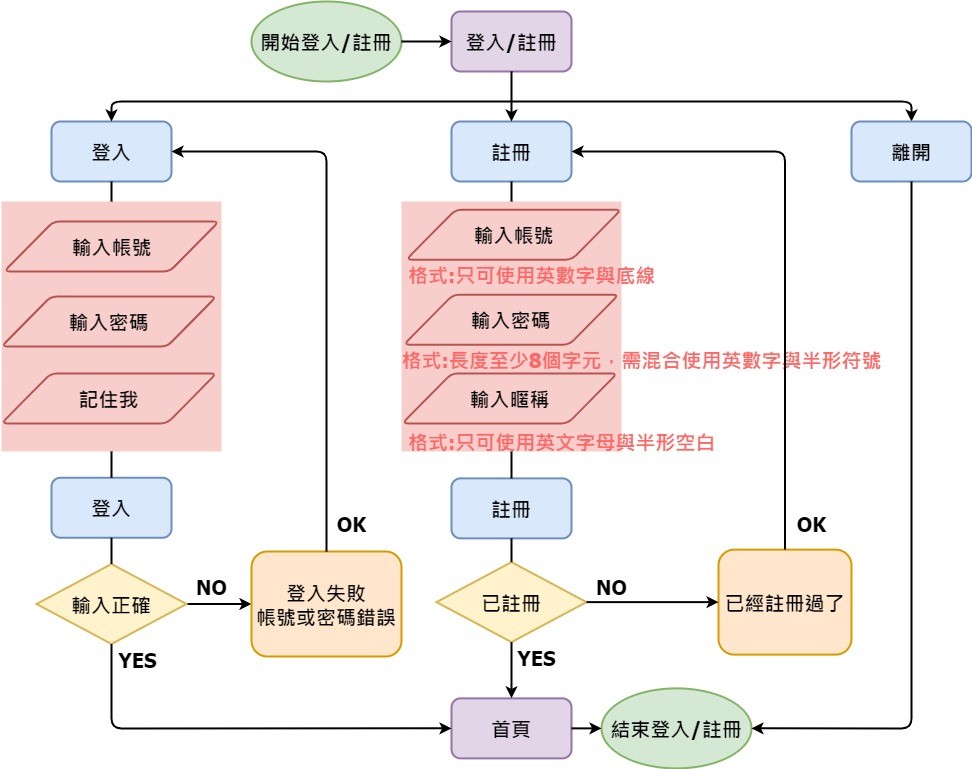 開始登入/註冊
登入/註冊
登入
註冊
離開
輸入帳號
輸入密碼
記住我
輸入帳號
格式:只可使用英數字與底線
輸入密碼
格式:長度至少8個字元，需混合使用英數字與半形符號
輸入暱稱
格式:只可使用英文字母與半形空白
登入
註冊
OK
OK
輸入正確
NO
登入失敗
帳號或密碼錯誤
已註冊
NO
已經註冊過了
YES
YES
首頁
結束登入/註冊